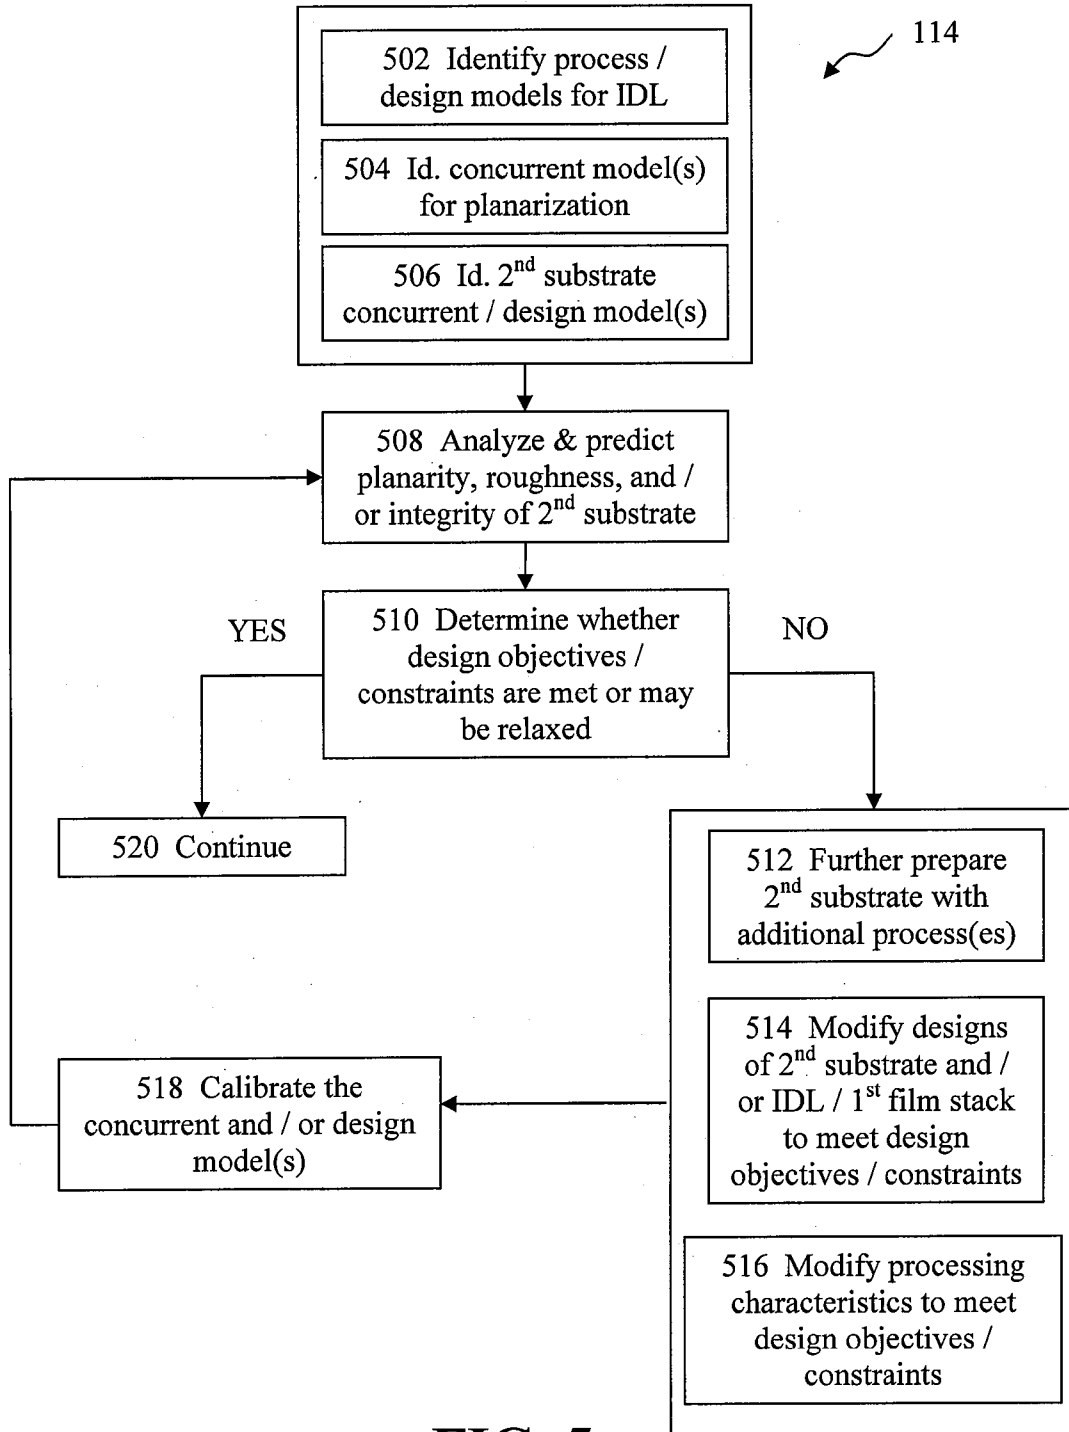 114
502 Identify process /
design models for IDL
504 Id. concurrent model(s)
for planarization
506 Id. 2nd substrate
concurrent / design model(s)
508 Analyze & predict
planarity, roughness, and /
or integrity of 2nd substrate
YES
510 Determine whether
design objectives /
constraints are met or may
be relaxed
NO
520 Continue
512 Further prepare
2nd substrate with
additional process(es)
514 Modify designs
of 2nd substrate and /
or IDL / 1st film stack
to meet design
objectives / constraints
518 Calibrate the
concurrent and / or design
model(s)
516 Modify processing
characteristics to meet
design objectives /
constraints
FIG. 5